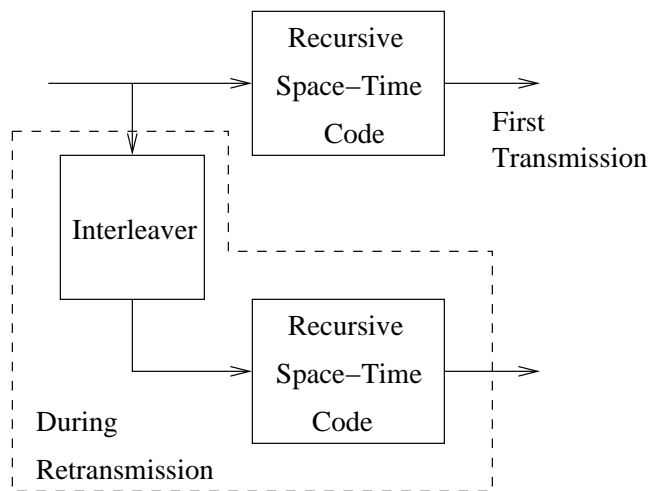 Recursive
Space−Time
Code
First
Transmission
Interleaver
Recursive
Space−Time
Code
During
Retransmission